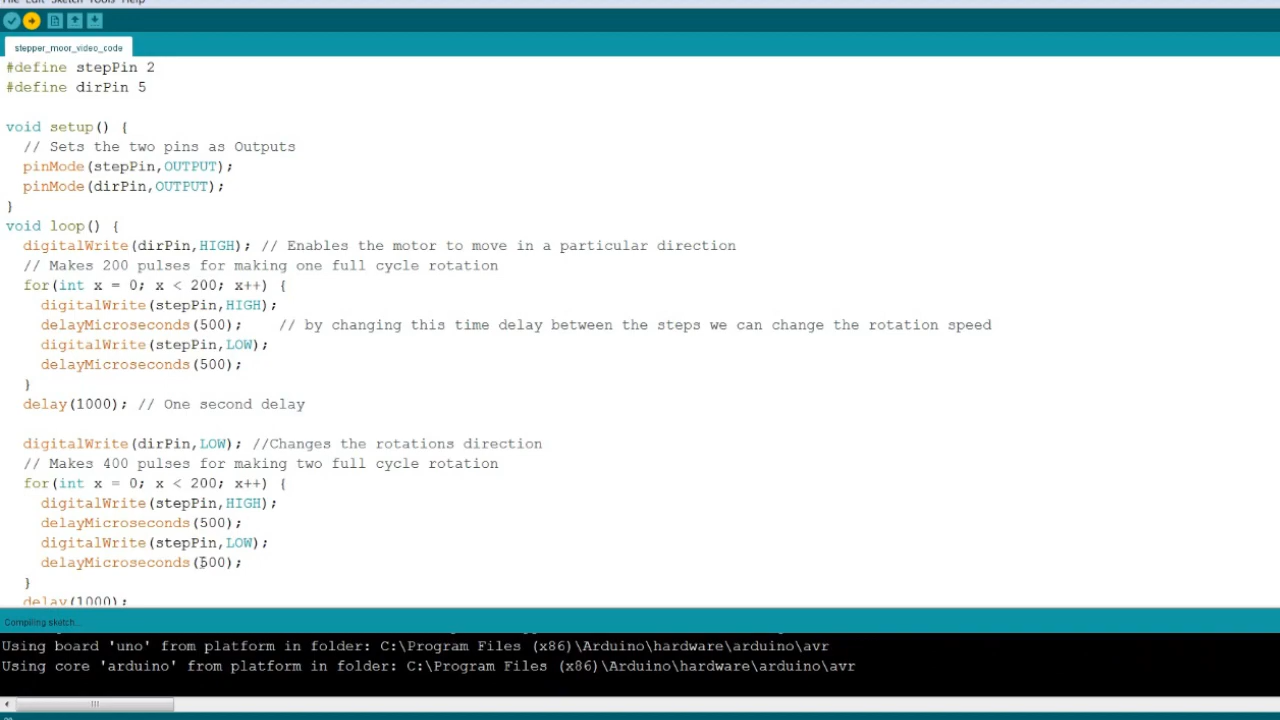 File Edit Sketch Tools Help
stepper_moor_video_code
#define stepPin 2
#define dirPin 5
void setup() {
// Sets the two pins as Outputs
pinMode(stepPin,OUTPUT);
pinMode(dirPin,OUTPUT);
}
void loop() {
digitalWrite(dirPin,HIGH); // Enables the motor to move in a particular direction
// Makes 200 pulses for making one full cycle rotation
for(int x = 0; x < 200; x++) {
digitalWrite(stepPin,HIGH);
delayMicroseconds(500);    // by changing this time delay between the steps we can change the rotation speed
digitalWrite(stepPin,LOW);
delayMicroseconds(500);
}
delay(1000); // One second delay
digitalWrite(dirPin,LOW); //Changes the rotations direction
// Makes 400 pulses for making two full cycle rotation
for(int x = 0; x < 200; x++) {
digitalWrite(stepPin,HIGH);
delayMicroseconds(500);
digitalWrite(stepPin,LOW);
delayMicroseconds(500);
}
delay(1000);
Compiling sketch...
Using board 'uno' from platform in folder: C:\Program Files (x86)\Arduino\hardware\arduino\avr
Using core 'arduino' from platform in folder: C:\Program Files (x86)\Arduino\hardware\arduino\avr